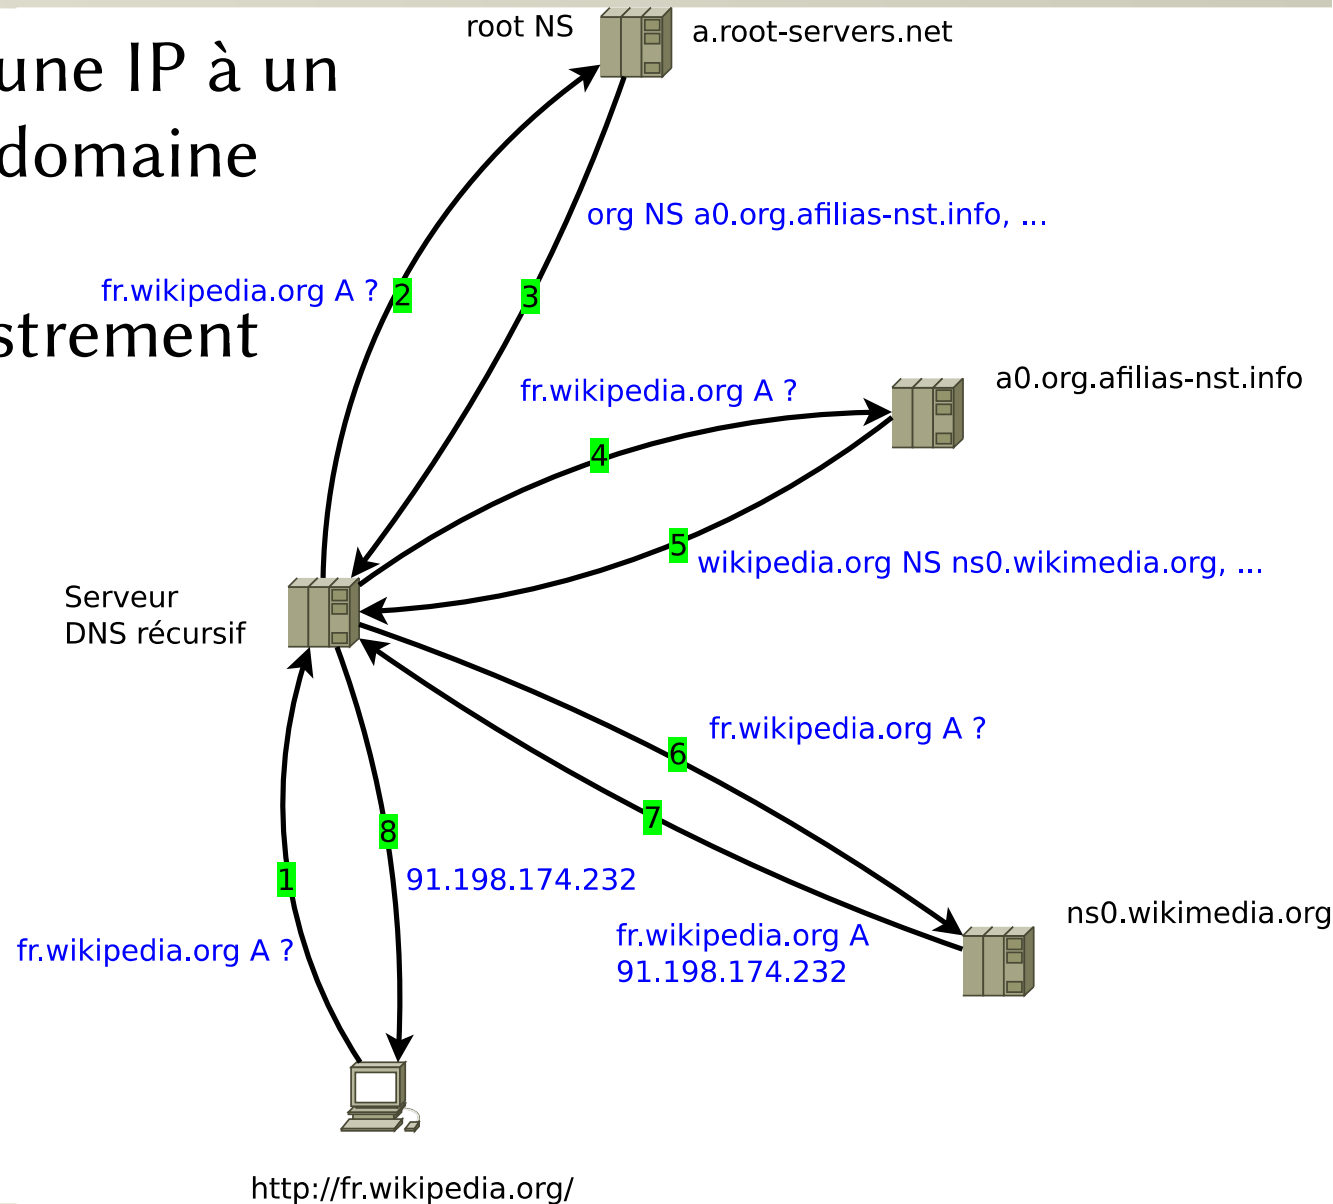 root NS
a.root-servers.net
une IP à un
domaine
org NS a0.org.afilias-nst.info, ...
fr.wikipedia.org A ?
2
3
strement
a0.org.afilias-nst.info
fr.wikipedia.org A ?
4
5
wikipedia.org NS ns0.wikimedia.org, ...
Serveur
DNS récursif
fr.wikipedia.org A ?
6
7
8
1
91.198.174.232
ns0.wikimedia.org
fr.wikipedia.org A ?
fr.wikipedia.org A
91.198.174.232
http://fr.wikipedia.org/